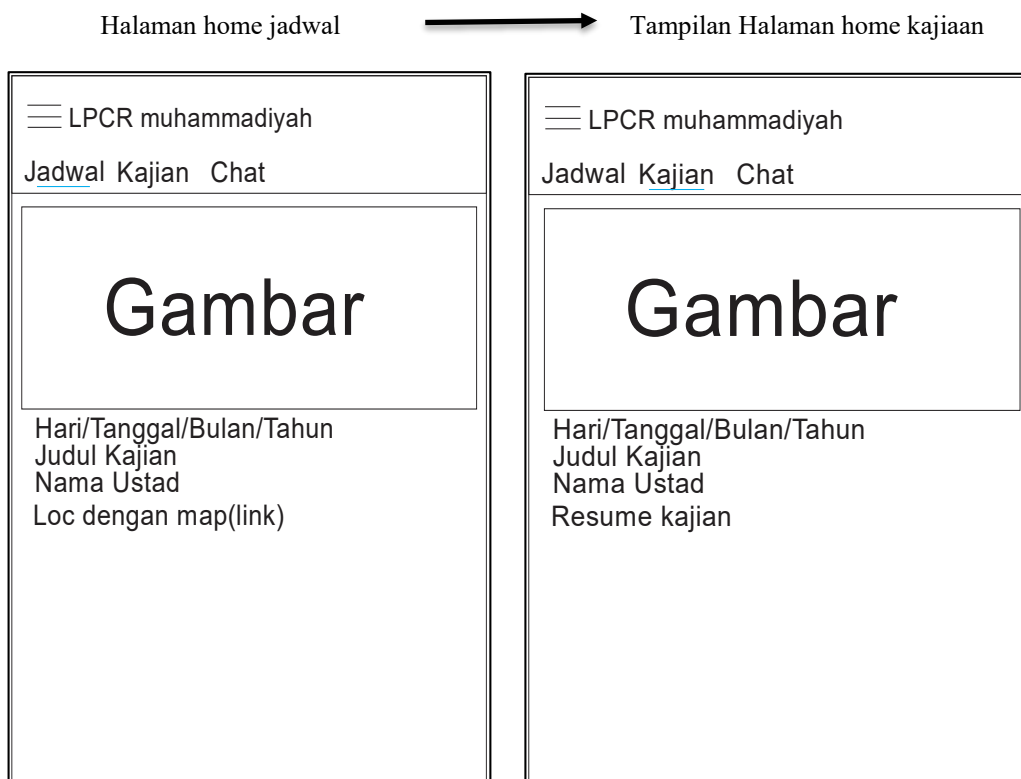 Halaman home jadwal
Tampilan Halaman home kajiaan
LPCR muhammadiyah
Jadwal Kajian Chat
Gambar
Hari/Tanggal/Bulan/Tahun
Judul Kajian
Nama Ustad
Loc dengan map(link)
LPCR muhammadiyah
Jadwal Kajian Chat
Gambar
Hari/Tanggal/Bulan/Tahun
Judul Kajian
Nama Ustad
Resume kajian